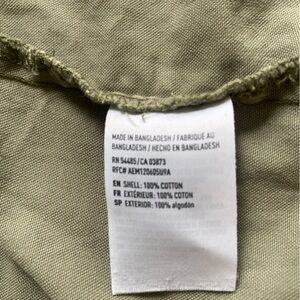 MADE IN BANGLADESH / FABRIQUÉ AU
BANGLADESH / HECHO EN BANGLADESH
RN 54485/CA 03873
RFC# AEM120605U9A
EN SHELL: 100% COTTON
FR EXTÉRIEUR: 100% COTON
SP EXTERIOR: 100% algodon